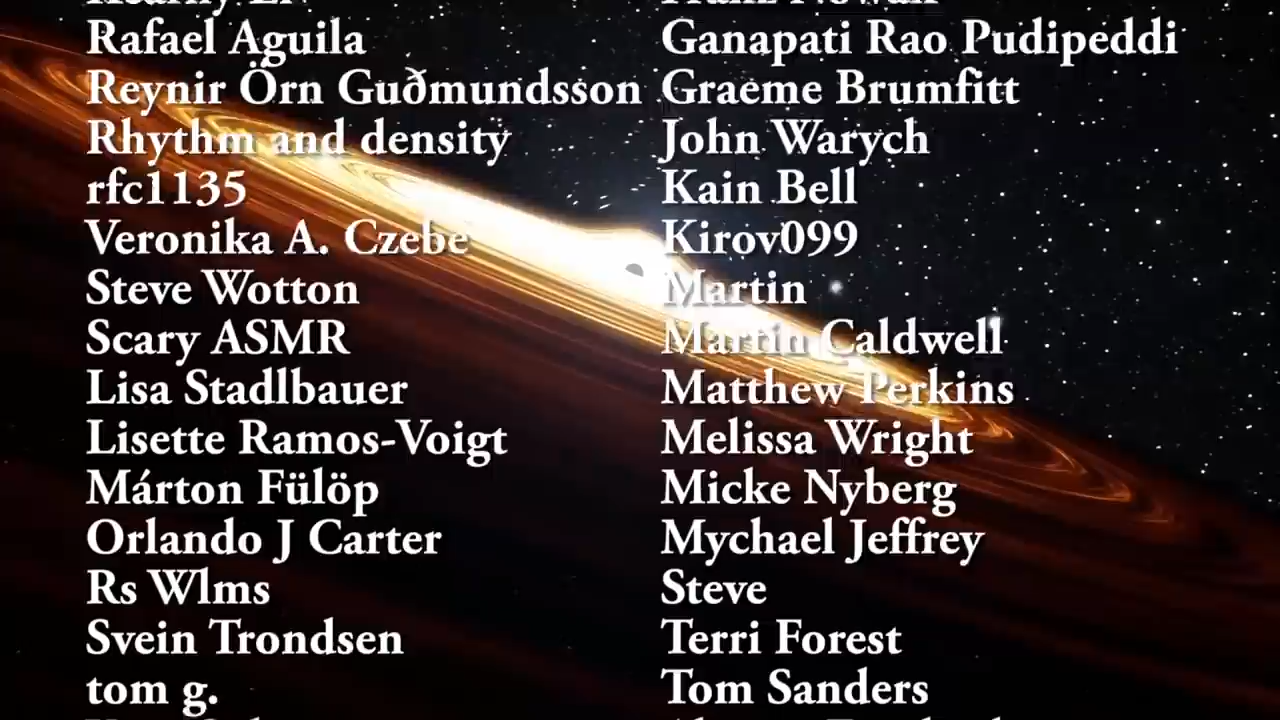 Rafael Aguila
Reynir Örn Guðmundsson
Rhythm and density
rfc1135
Veronika A. Czebe
Steve Wotton
Scary ASMR
Lisa Stadlbauer
Lisette Ramos-Voigt
Márton Fülöp
Orlando J Carter
Rs Wlms
Svein Trondsen
tom g.
Ganapati Rao Pudipeddi
Graeme Brumfitt
John Warych
Kain Bell
Kirov099
Martin
Martin Caldwell
Matthew Perkins
Melissa Wright
Micke Nyberg
Mychael Jeffrey
Steve
Terri Forest
Tom Sanders